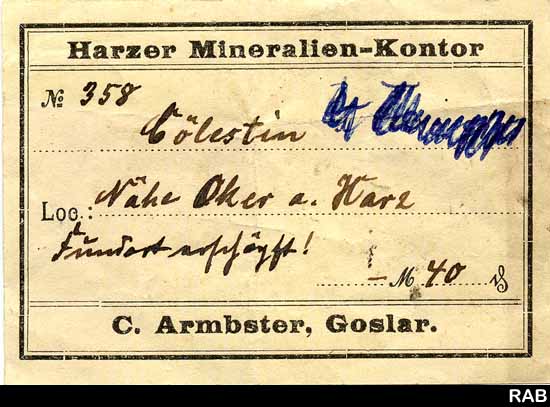 Harzer Mineralien-Kontor
No 358
Cölestin
Loc.: Nähe Oker a. Harz
Fundort erschöpft!
– M 40 ₰
C. Armbster, Goslar.
RAB